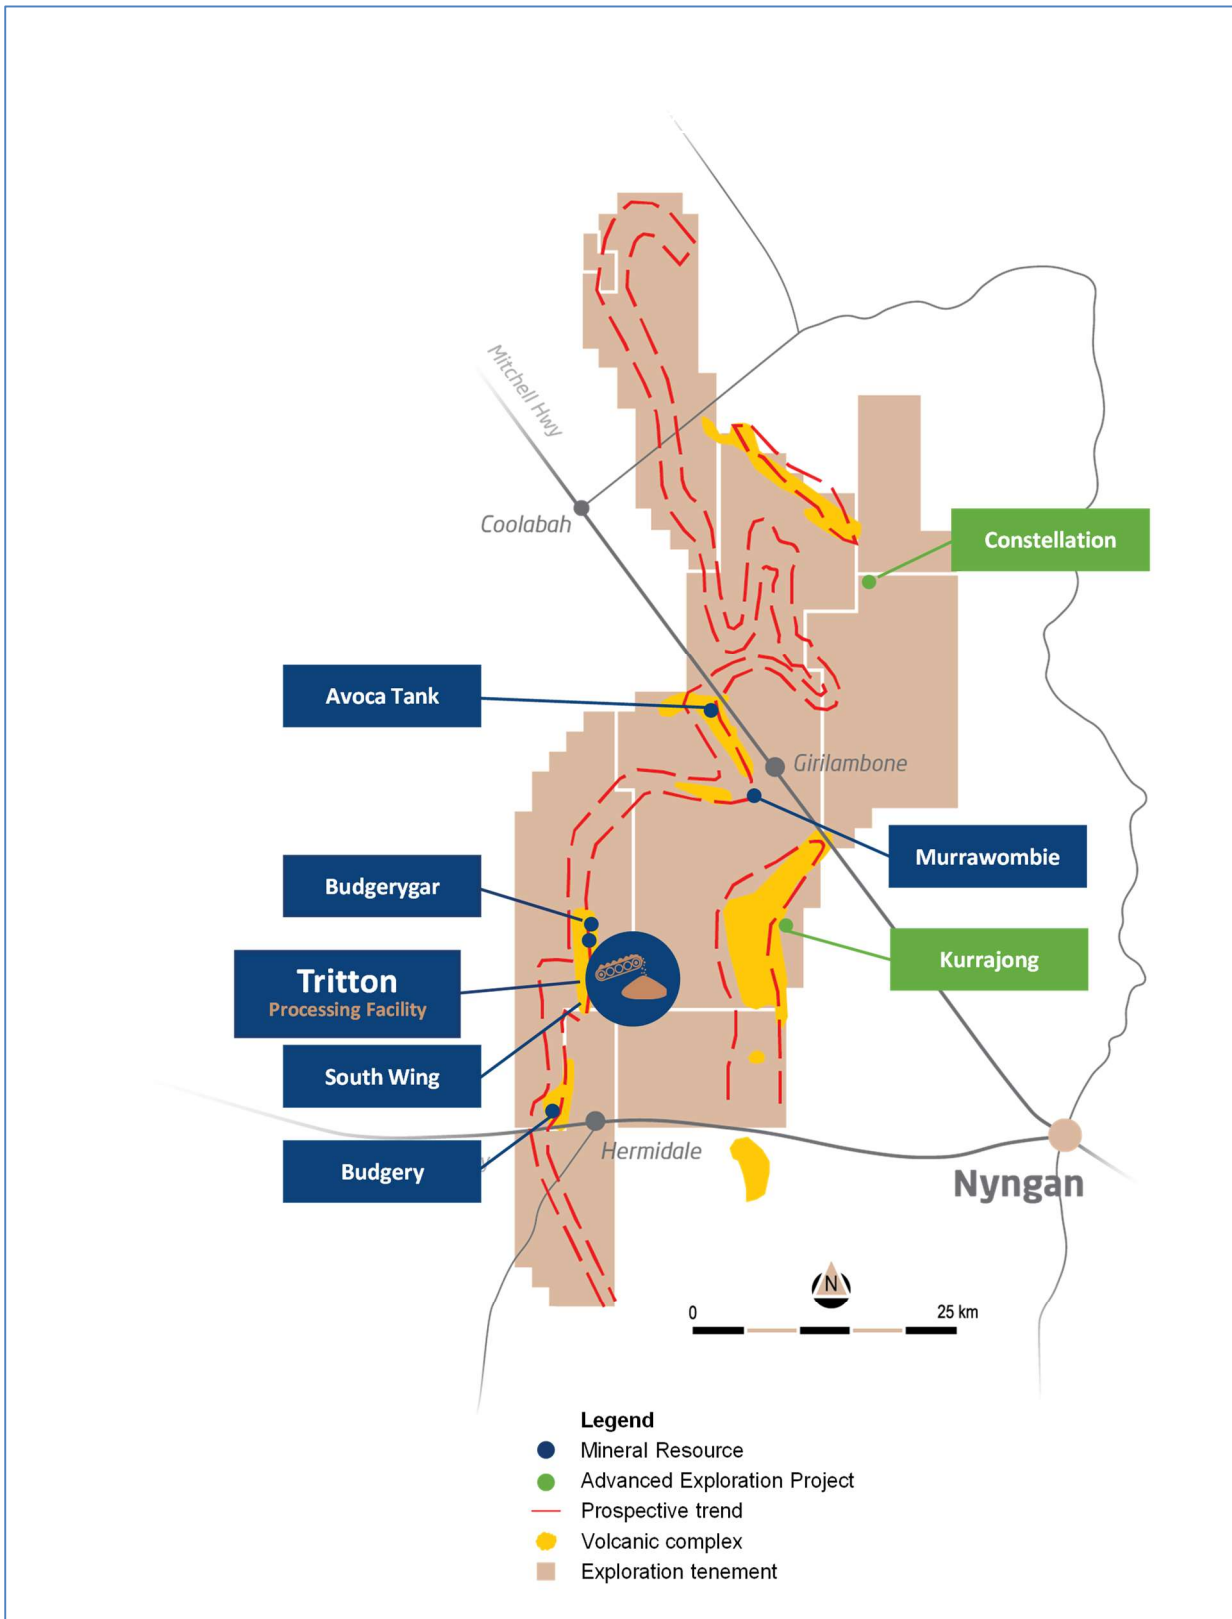 Mitchell Hwy
Coolabah
Constellation
Avoca Tank
Girilambone
Murrawombie
Budgerygar
Kurrajong
Tritton
Processing Facility
South Wing
Budgery
Hermidale
Nyngan
N
0
25 km
Legend
Mineral Resource
Advanced Exploration Project
Prospective trend
Volcanic complex
Exploration tenement